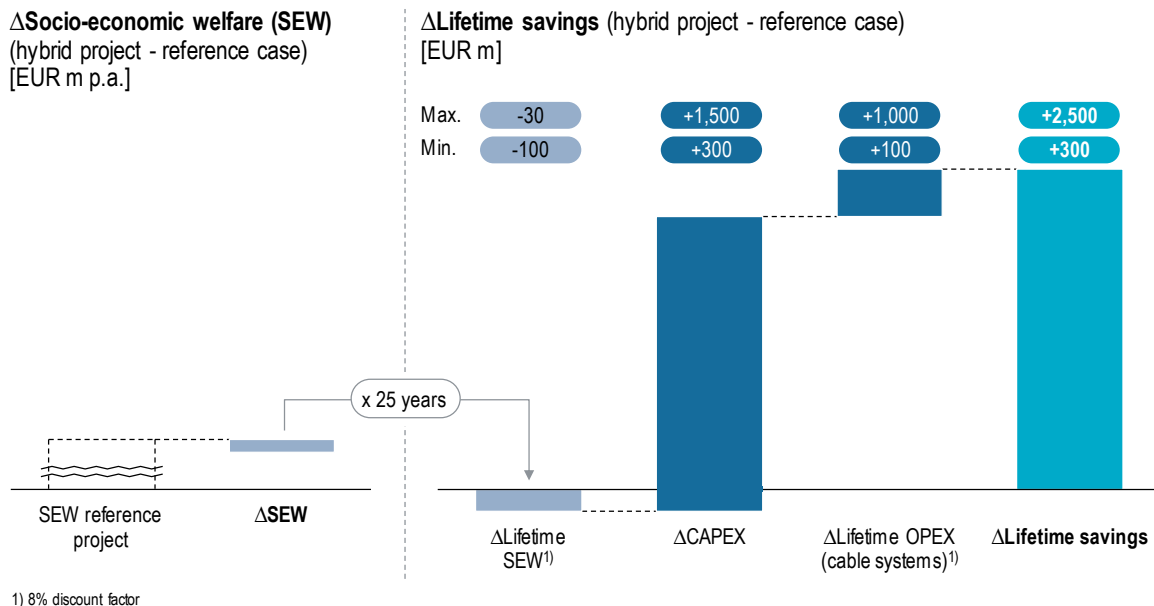 ΔSocio-economic welfare (SEW)
(hybrid project - reference case)
[EUR m p.a.]
ΔLifetime savings (hybrid project - reference case)
[EUR m]
Max. -30 +1,500 +1,000 +2,500
Min. -100 +300 +100 +300
x 25 years
SEW reference
project
ΔSEW
ΔLifetime
SEW1)
ΔCAPEX
ΔLifetime OPEX
(cable systems)1)
ΔLifetime savings
1) 8% discount factor